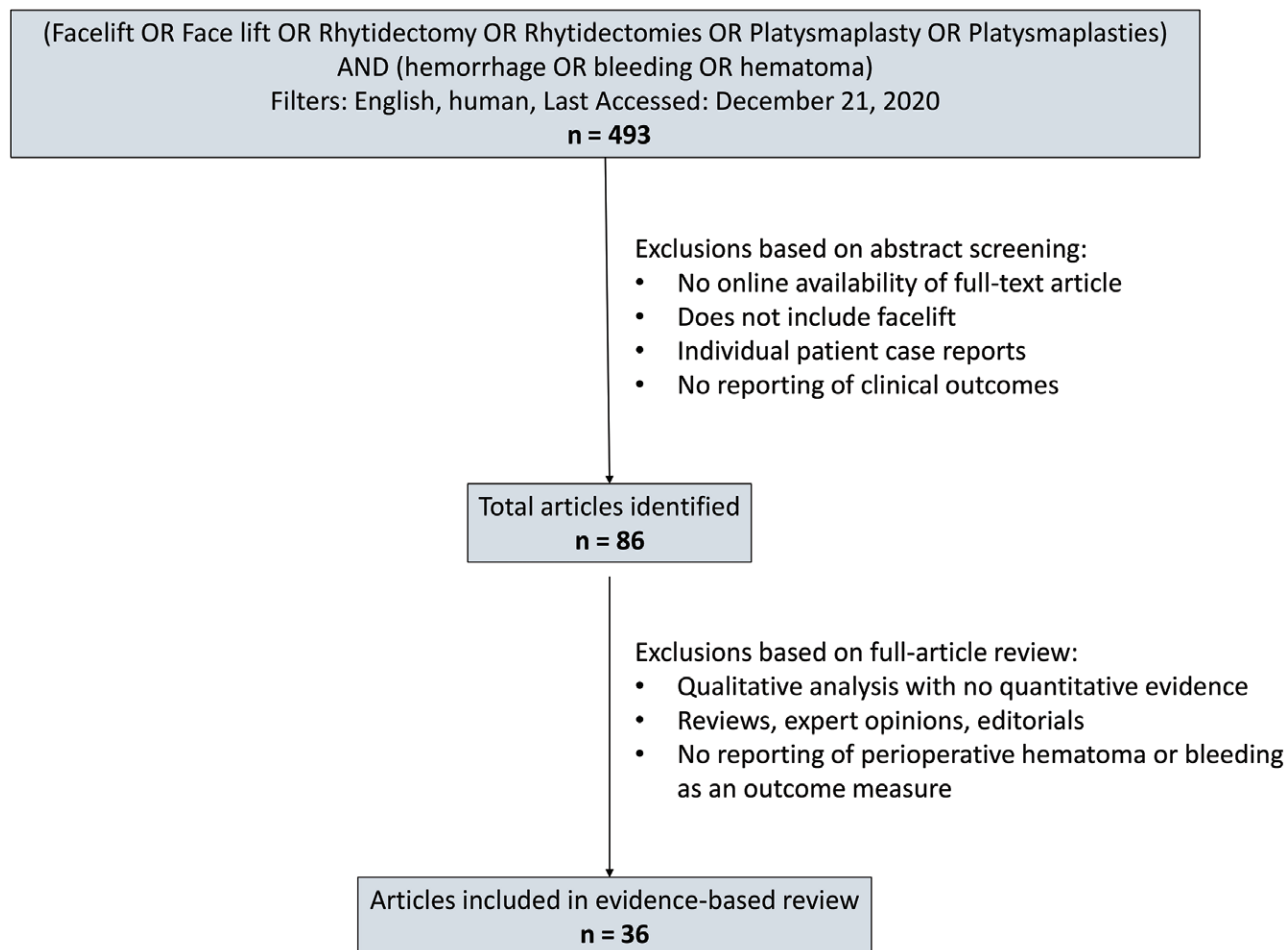 (Facelift OR Face lift OR Rhytidectomy OR Rhytidectomies OR Platysmaplasty OR Platysmaplasties)
AND (hemorrhage OR bleeding OR hematoma)
Filters: English, human, Last Accessed: December 21, 2020
n = 493
Exclusions based on abstract screening:
• No online availability of full-text article
• Does not include facelift
• Individual patient case reports
• No reporting of clinical outcomes
Total articles identified
n = 86
Exclusions based on full-article review:
• Qualitative analysis with no quantitative evidence
• Reviews, expert opinions, editorials
• No reporting of perioperative hematoma or bleeding
as an outcome measure
Articles included in evidence-based review
n = 36